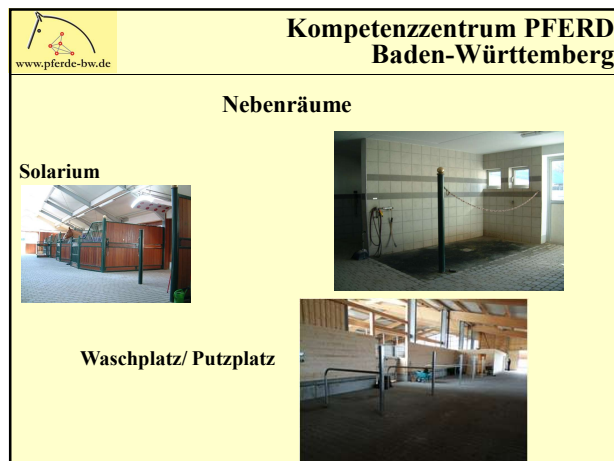 www.pferde-bw.de
Kompetenzzentrum PFERD
Baden-Württemberg
Nebenräume
Solarium
Waschplatz/ Putzplatz